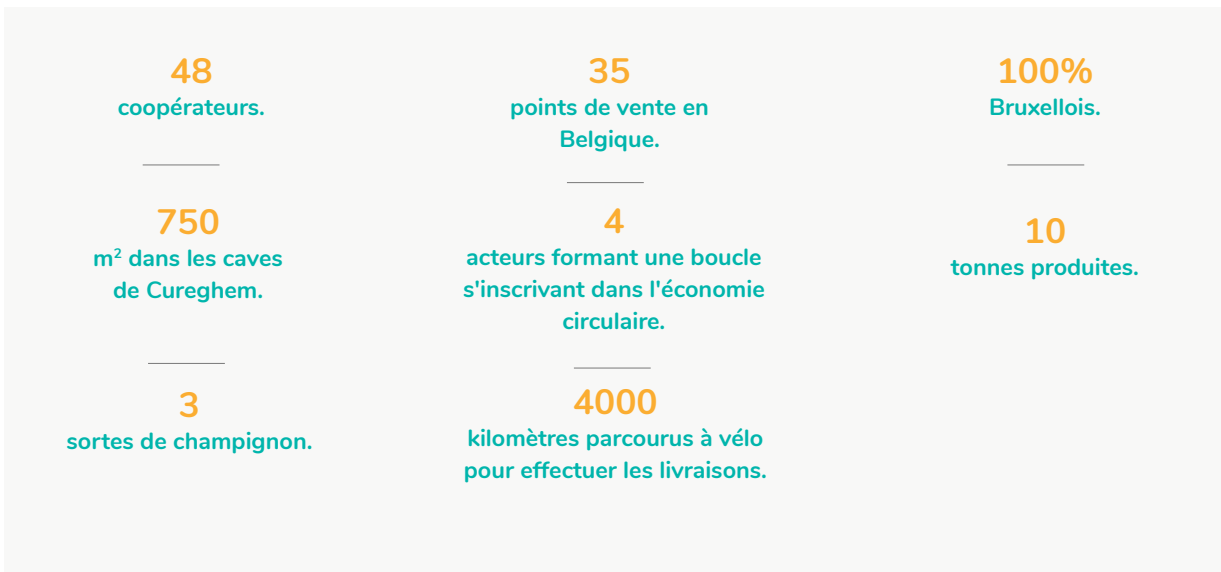 48
coopérateurs.
750
m² dans les caves
de Cureghem.
3
sortes de champignon.
35
points de vente en
Belgique.
4
acteurs formant une boucle
s'inscrivant dans l'économie
circulaire.
4000
kilomètres parcourus à vélo
pour effectuer les livraisons.
100%
Bruxellois.
10
tonnes produites.